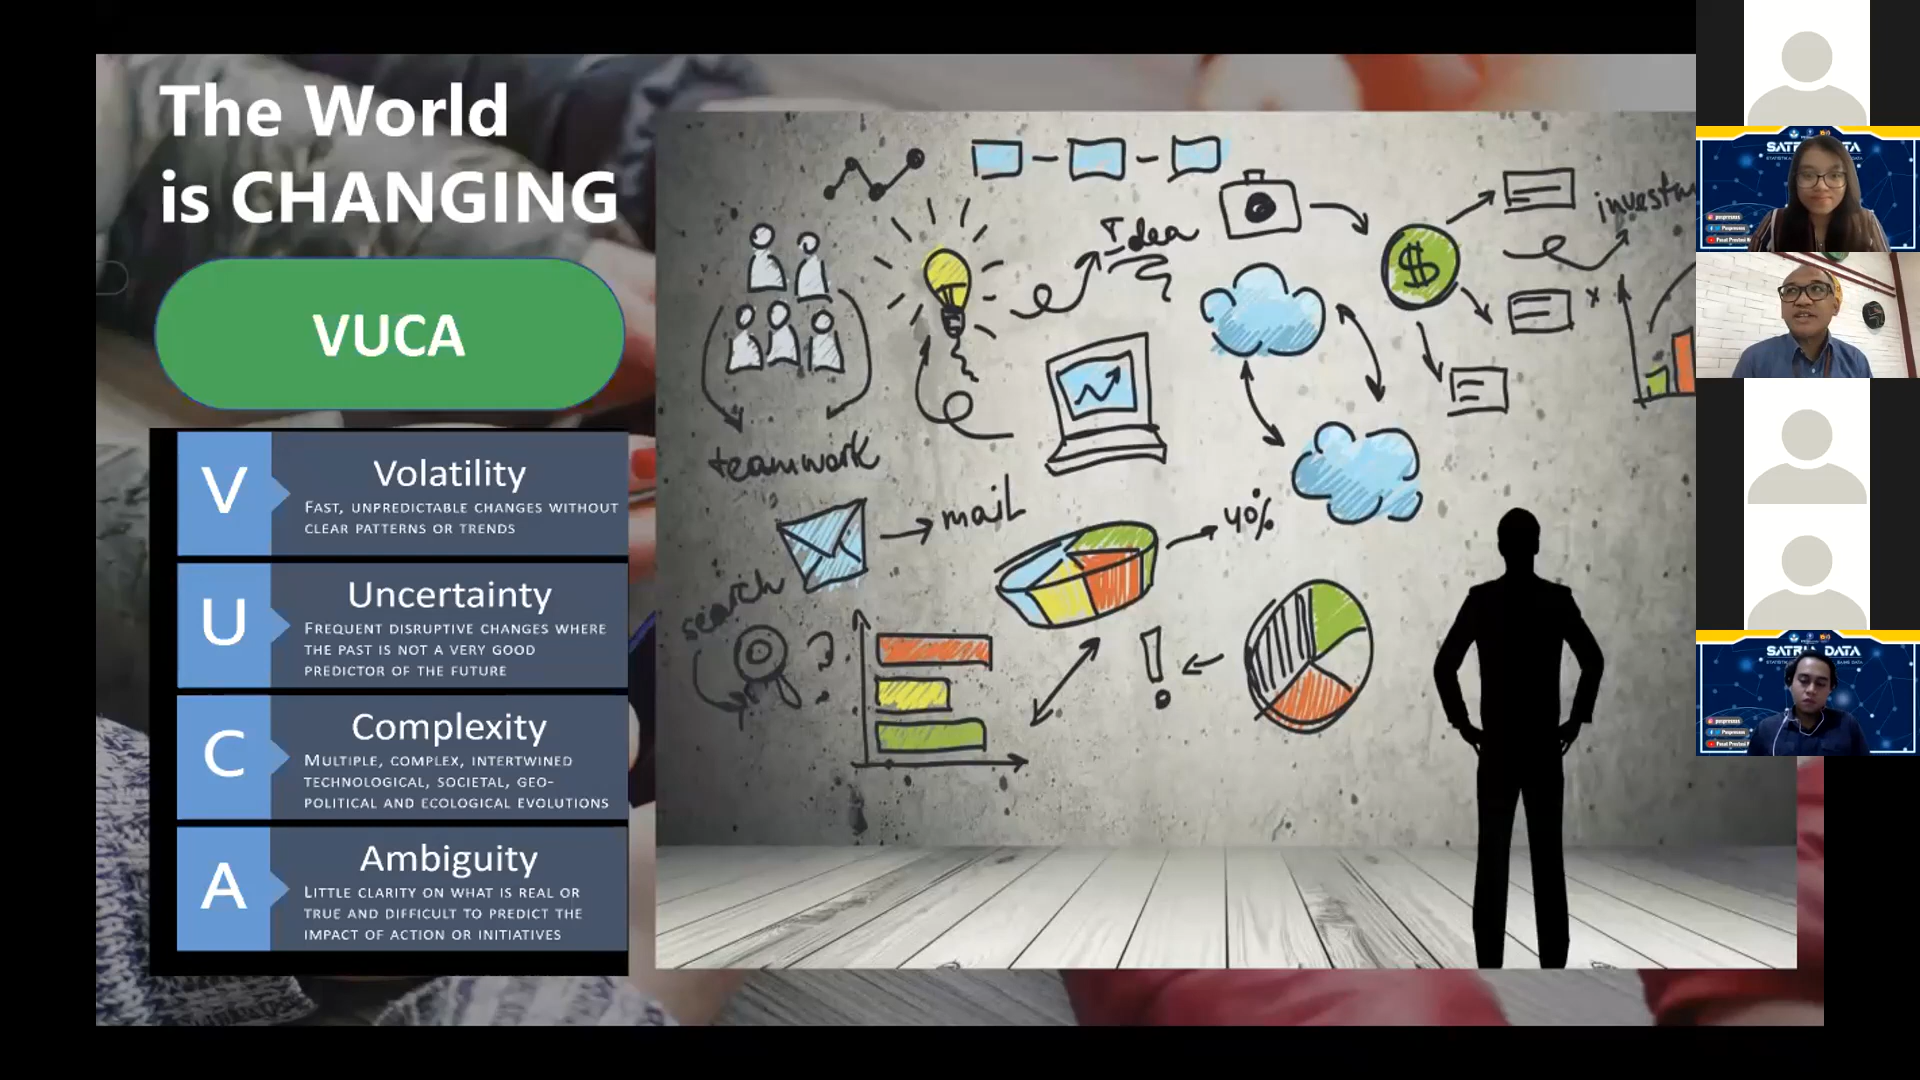 The World
is CHANGING
VUCA
V
Volatility
FAST, UNPREDICTABLE CHANGES WITHOUT
CLEAR PATTERNS OR TRENDS
U
Uncertainty
FREQUENT DISRUPTIVE CHANGES WHERE
THE PAST IS NOT A VERY GOOD
PREDICTOR OF THE FUTURE
C
Complexity
MULTIPLE, COMPLEX, INTERTWINED
TECHNOLOGICAL, SOCIETAL, GEO-
POLITICAL AND ECOLOGICAL EVOLUTIONS
A
Ambiguity
LITTLE CLARITY ON WHAT IS REAL OR
TRUE AND DIFFICULT TO PREDICT THE
IMPACT OF ACTION OR INITIATIVES
Idea
$
teamwork
mail
40%
search
?
!
SATRIA DATA